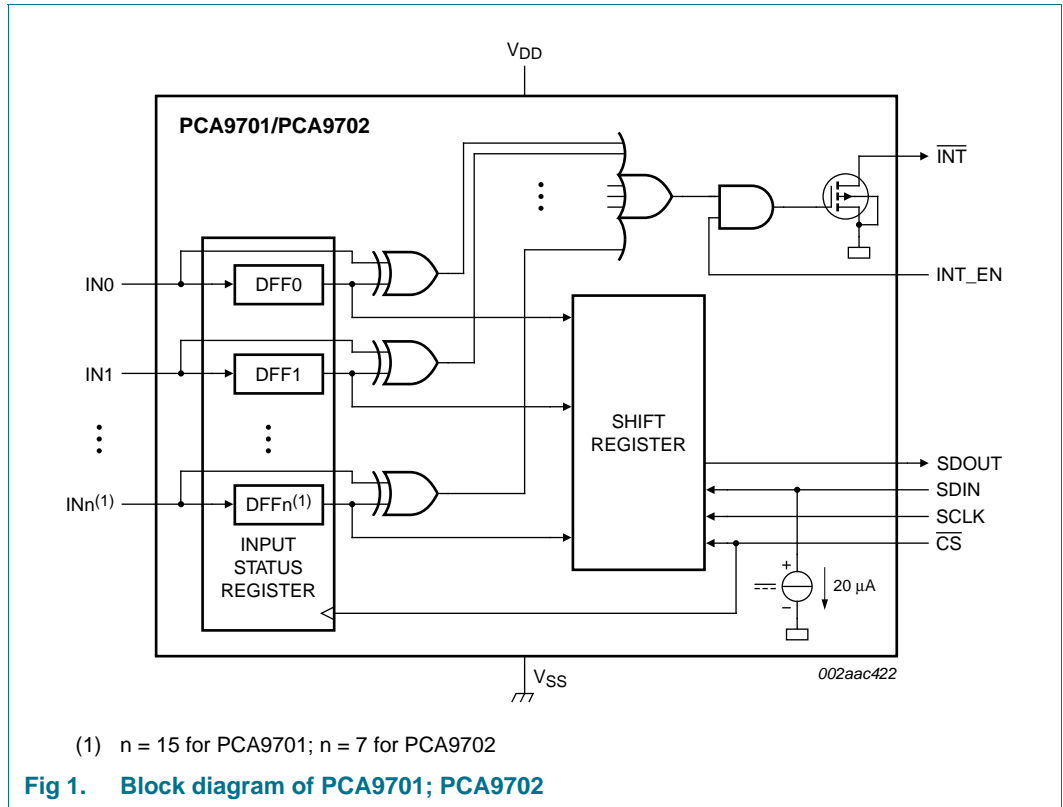 VDD
PCA9701/PCA9702
INT
IN0
DFF0
INT_EN
IN1
DFF1
SHIFT
REGISTER
SDOUT
INn(1)
DFFn(1)
SDIN
SCLK
INPUT
STATUS
REGISTER
CS
+
−
20 μA
VSS
002aac422
(1) n = 15 for PCA9701; n = 7 for PCA9702
Fig 1. Block diagram of PCA9701; PCA9702